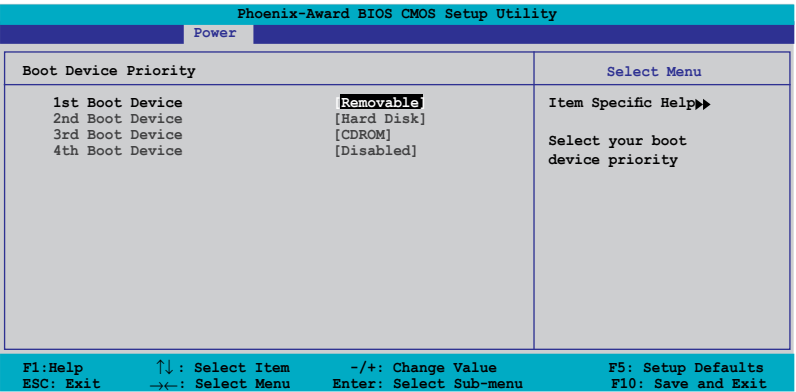 Phoenix-Award BIOS CMOS Setup Utility
Power
Boot Device Priority
Select Menu
1st Boot Device [Removable]
2nd Boot Device [Hard Disk]
3rd Boot Device [CDROM]
4th Boot Device [Disabled]
Item Specific Help▸▸
Select your boot
device priority
F1:Help ↑↓ : Select Item -/+: Change Value F5: Setup Defaults
ESC: Exit →←: Select Menu Enter: Select Sub-menu F10: Save and Exit